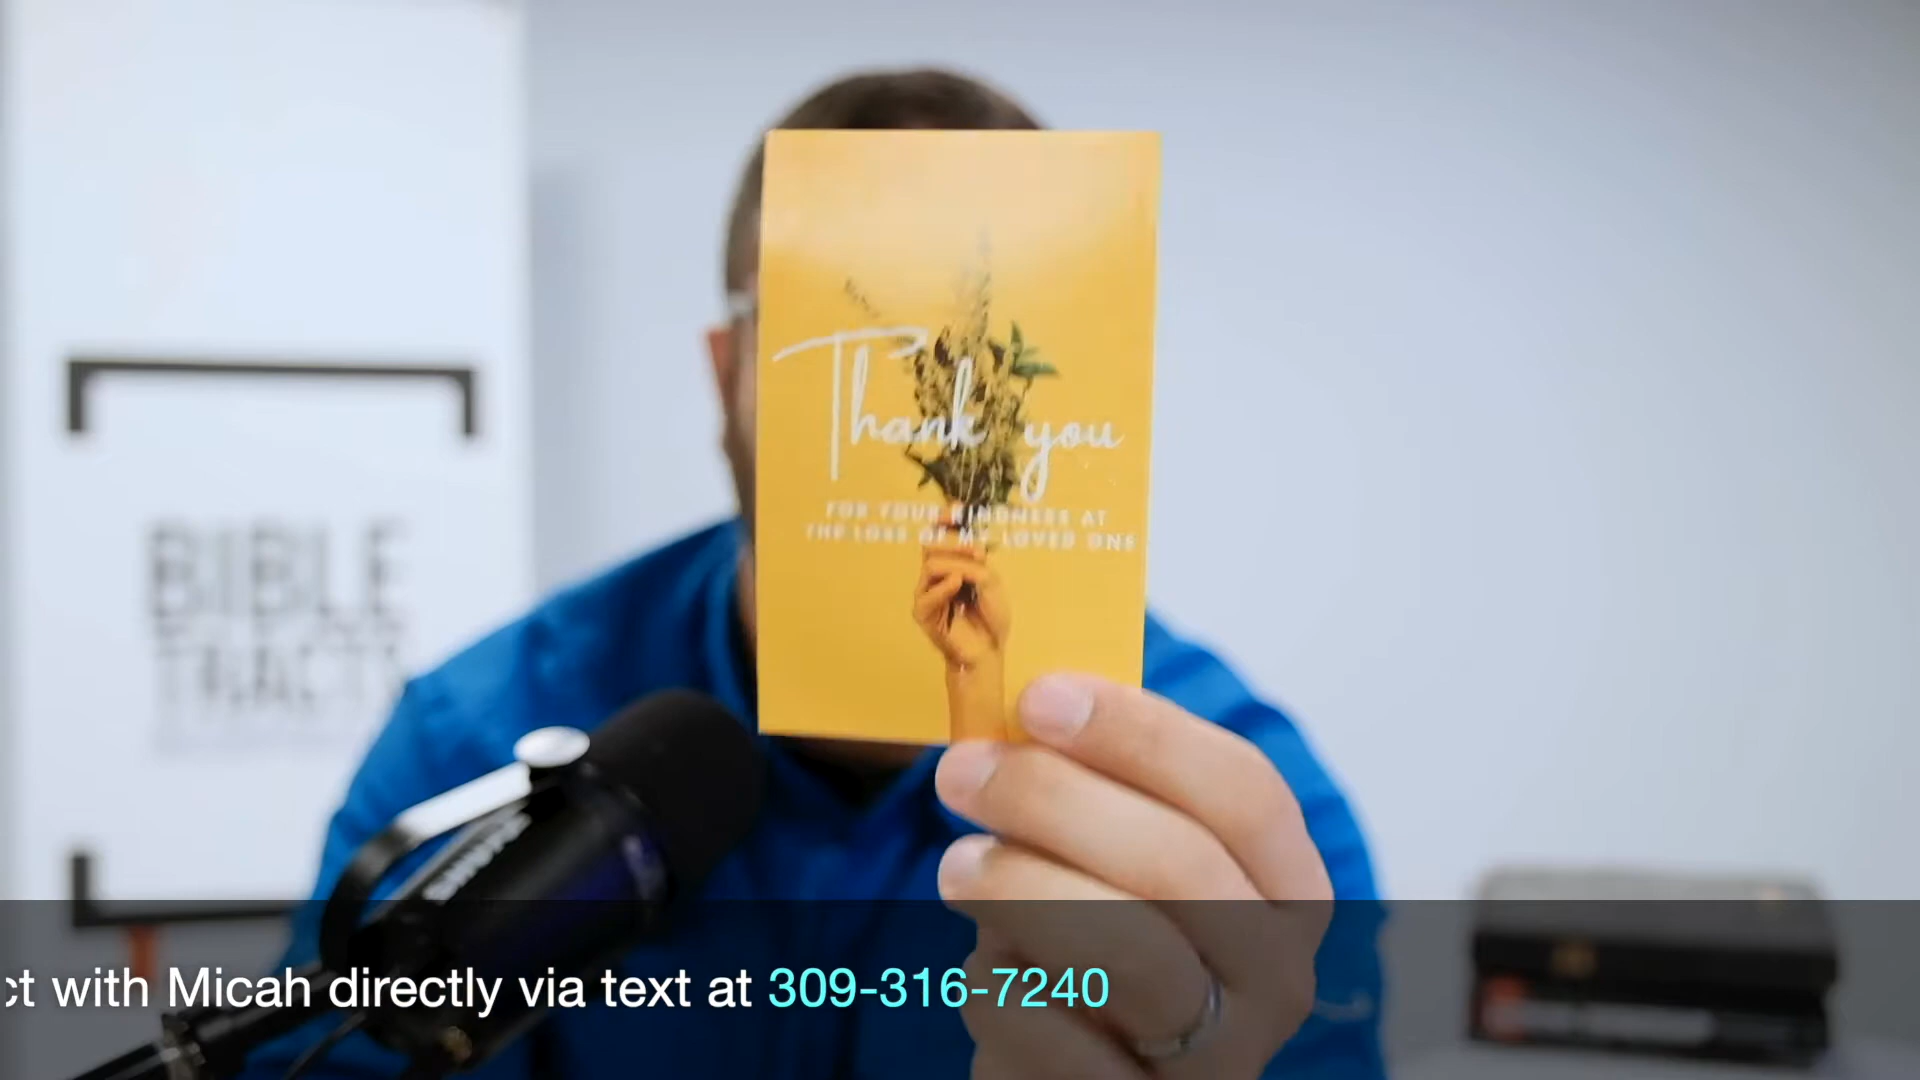 Thank you
FOR YOUR KINDNESS AT
THE LOSS OF MY LOVED ONE
BIBLE
TRACTS
ct with Micah directly via text at 309-316-7240